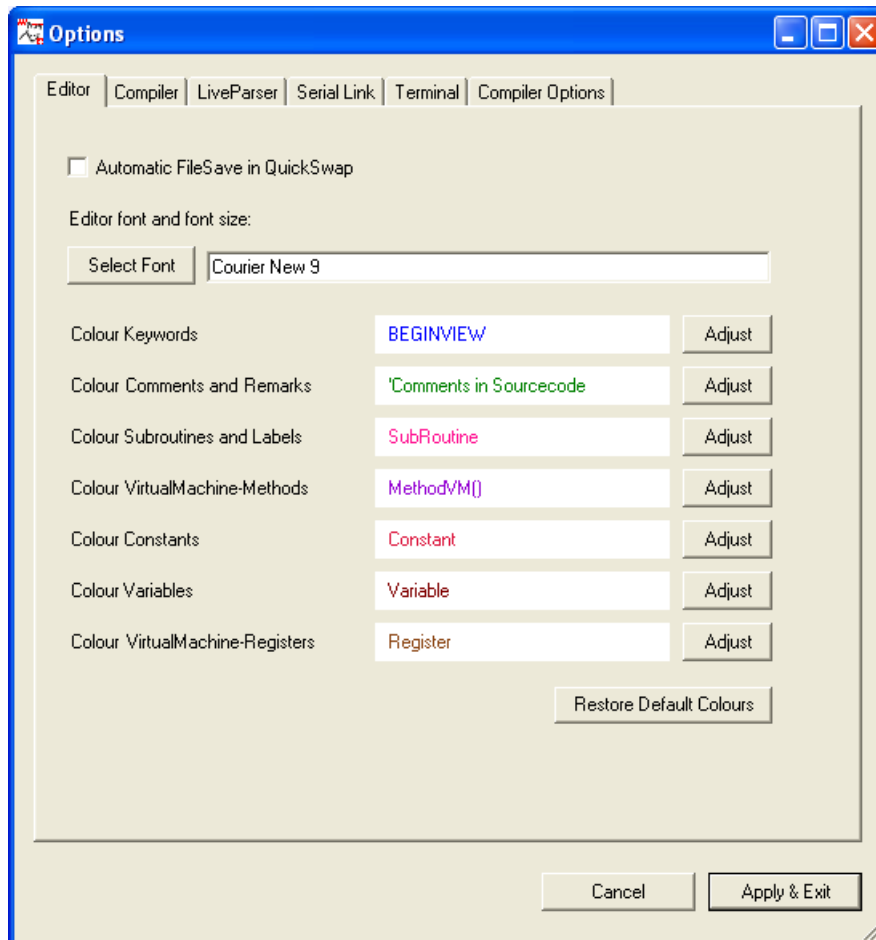 Options
Editor Compiler LiveParser Serial Link Terminal Compiler Options
Automatic FileSave in QuickSwap
Editor font and font size:
Select Font Courier New 9
Colour Keywords BEGINVIEW Adjust
Colour Comments and Remarks 'Comments in Sourcecode Adjust
Colour Subroutines and Labels SubRoutine Adjust
Colour VirtualMachine-Methods MethodVM() Adjust
Colour Constants Constant Adjust
Colour Variables Variable Adjust
Colour VirtualMachine-Registers Register Adjust
Restore Default Colours
Cancel Apply & Exit